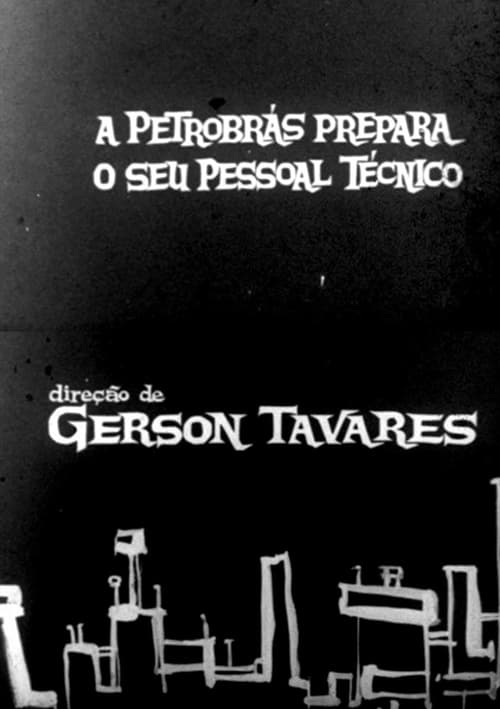 A PETROBRÁS PREPARA
O SEU PESSOAL TÉCNICO
direção de
GERSON TAVARES